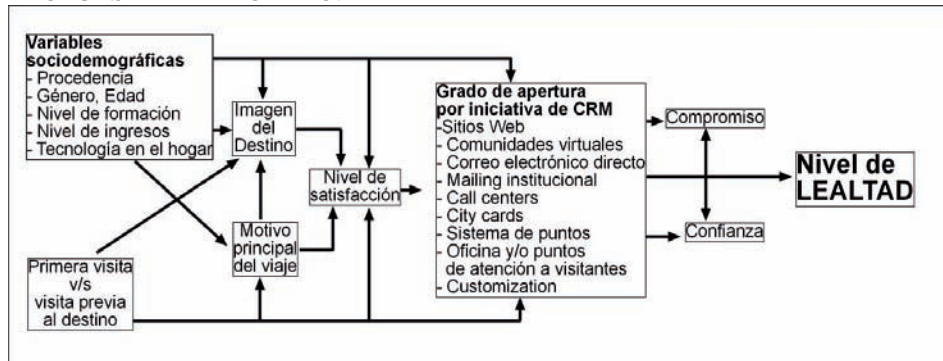 Variables
sociodemográficas
- Procedencia
- Género, Edad
- Nivel de formación
- Nivel de ingresos
- Tecnología en el hogar
Primera visita
v/s
visita previa
al destino
Imagen
del
Destino
Motivo
principal
del viaje
Nivel de
satisfacción
Grado de apertura
por iniciativa de CRM
-Sitios Web
- Comunidades virtuales
- Correo electrónico directo
- Mailing institucional
- Call centers
- City cards
- Sistema de puntos
- Oficina y/o puntos
de atención a visitantes
- Customization
Compromiso
Confianza
Nivel de
LEALTAD